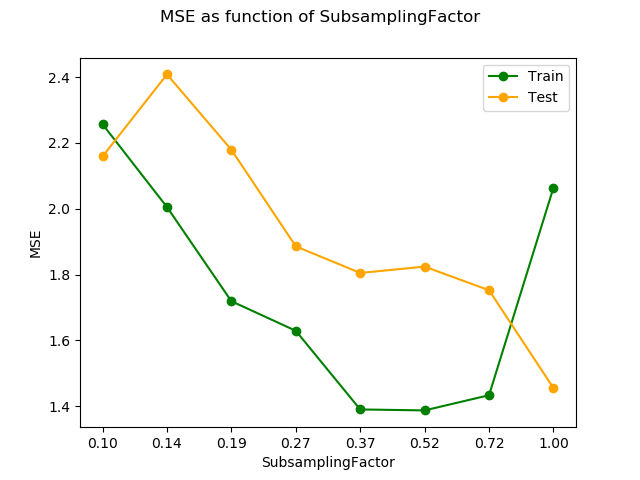 MSE as function of SubsamplingFactor
Train
Test
MSE
2.4
2.2
2.0
1.8
1.6
1.4
0.10 0.14 0.19 0.27 0.37 0.52 0.72 1.00
SubsamplingFactor